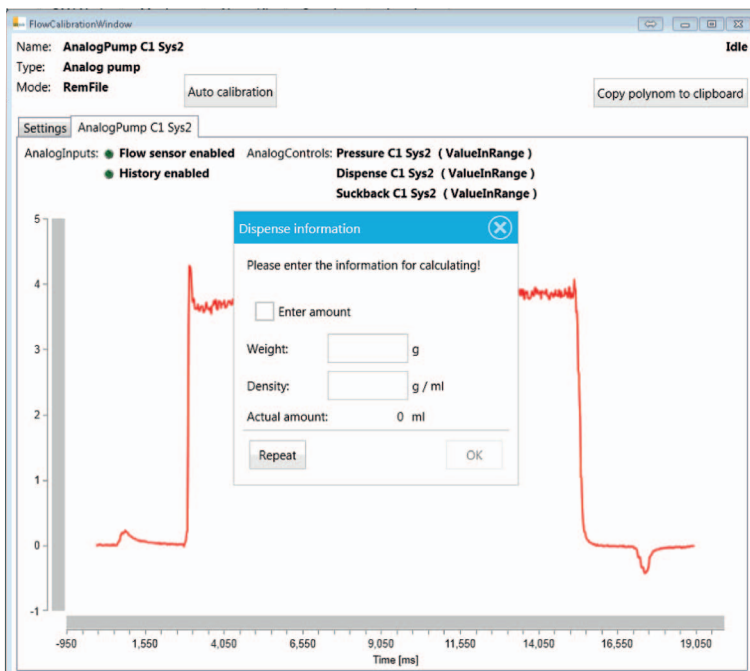 FlowCalibrationWindow
Name: AnalogPump C1 Sys2 Idle
Type: Analog pump
Mode: RemFile
Auto calibration
Copy polynom to clipboard
Settings AnalogPump C1 Sys2
AnalogInputs: Flow sensor enabled AnalogControls: Pressure C1 Sys2 ( ValueInRange )
History enabled Dispense C1 Sys2 ( ValueInRange )
Suckback C1 Sys2 ( ValueInRange )
Dispense information
Please enter the information for calculating!
Enter amount
Weight: g
Density: g / ml
Actual amount: 0 ml
Repeat OK
5
4
3
2
1
0
-1
-950 1,550 4,050 6,550 9,050 11,550 14,050 16,550 19,050
Time [ms]